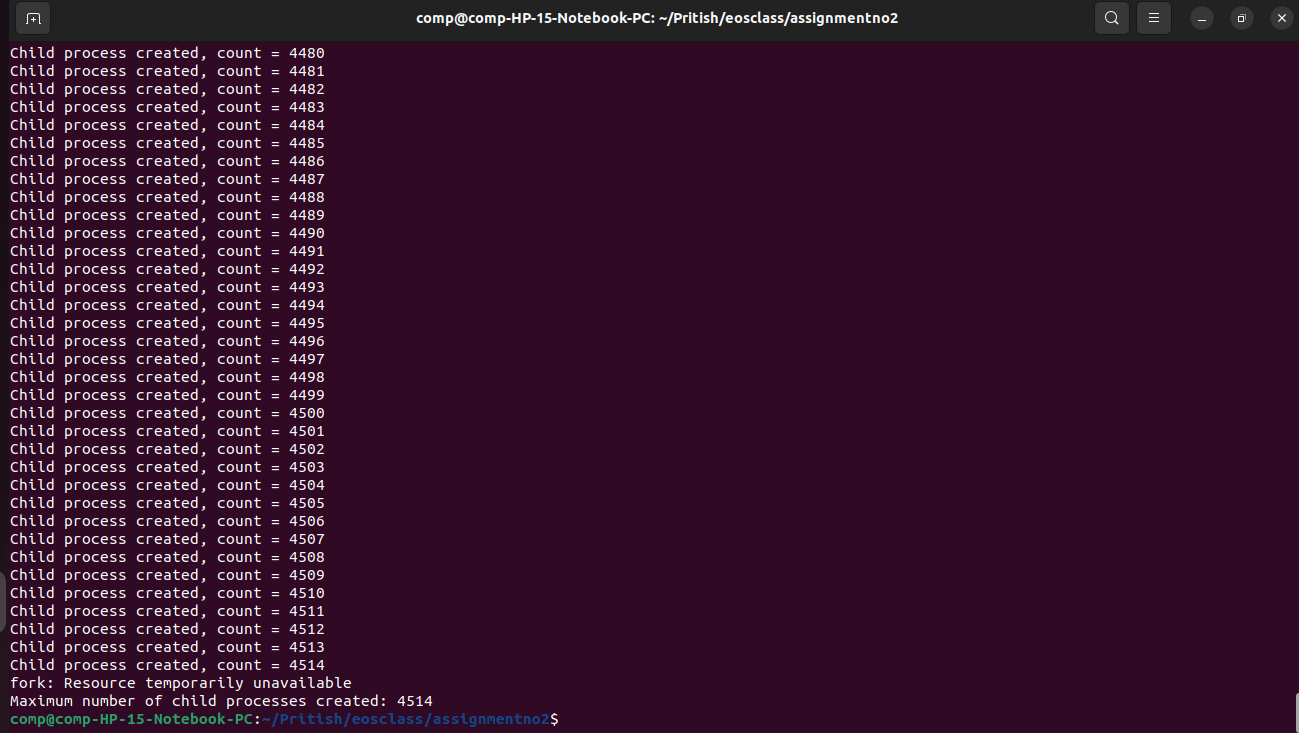 comp@comp-HP-15-Notebook-PC: ~/Pritish/eosclass/assignmentno2
Child process created, count = 4480
Child process created, count = 4481
Child process created, count = 4482
Child process created, count = 4483
Child process created, count = 4484
Child process created, count = 4485
Child process created, count = 4486
Child process created, count = 4487
Child process created, count = 4488
Child process created, count = 4489
Child process created, count = 4490
Child process created, count = 4491
Child process created, count = 4492
Child process created, count = 4493
Child process created, count = 4494
Child process created, count = 4495
Child process created, count = 4496
Child process created, count = 4497
Child process created, count = 4498
Child process created, count = 4499
Child process created, count = 4500
Child process created, count = 4501
Child process created, count = 4502
Child process created, count = 4503
Child process created, count = 4504
Child process created, count = 4505
Child process created, count = 4506
Child process created, count = 4507
Child process created, count = 4508
Child process created, count = 4509
Child process created, count = 4510
Child process created, count = 4511
Child process created, count = 4512
Child process created, count = 4513
Child process created, count = 4514
fork: Resource temporarily unavailable
Maximum number of child processes created: 4514
comp@comp-HP-15-Notebook-PC:~/Pritish/eosclass/assignmentno2$